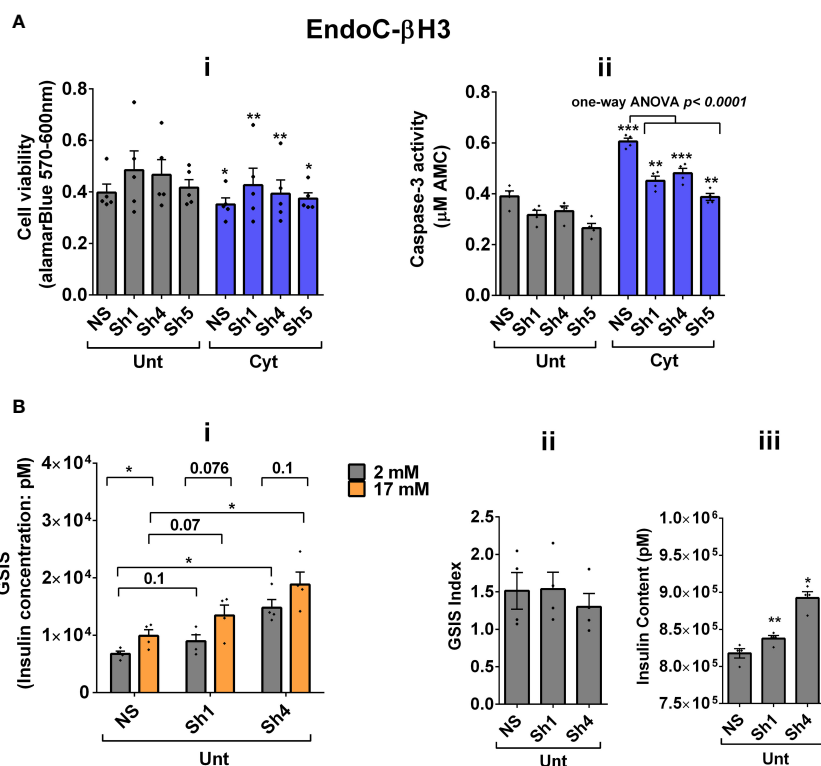 A
EndoC-βH3
i
Cell viability
(alamarBlue 570-600nm)
0.8
0.6
0.4
0.2
0.0
* ** ** *
NS Sh1 Sh4 Sh5 NS Sh1 Sh4 Sh5
Unt Cyt
ii
Caspase-3 activity
(μM AMC)
0.8
0.6
0.4
0.2
0.0
one-way ANOVA p< 0.0001
*** ** *** **
NS Sh1 Sh4 Sh5 NS Sh1 Sh4 Sh5
Unt Cyt
B
i
GSIS
(Insulin concentration: pM)
4×10⁴
3×10⁴
2×10⁴
1×10⁴
0
* 0.076 0.1
*
0.07
*
0.1
NS Sh1 Sh4
Unt
2 mM
17 mM
ii
GSIS Index
2.5
2.0
1.5
1.0
0.5
0.0
NS Sh1 Sh4
Unt
iii
Insulin Content (pM)
1.0×10⁶
9.0×10⁵
8.5×10⁵
8.0×10⁵
7.5×10⁵
** *
NS Sh1 Sh4
Unt